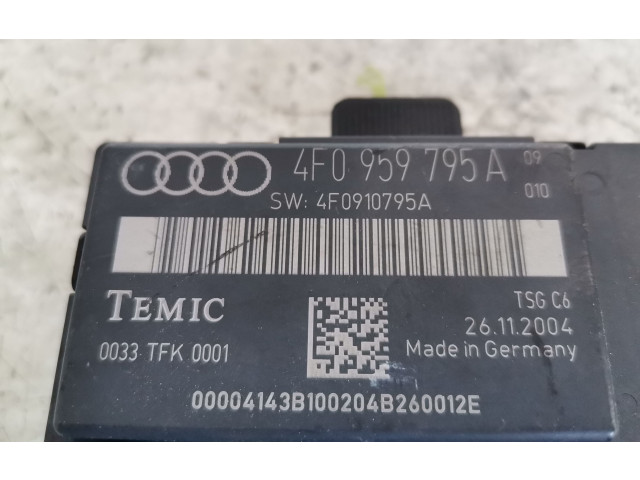 4F0 959 795 A 09
010
SW: 4F0910795A
TEMIC
TSG C6
26.11.2004
0033 TFK 0001
Made in Germany
00004143B100204B260012E